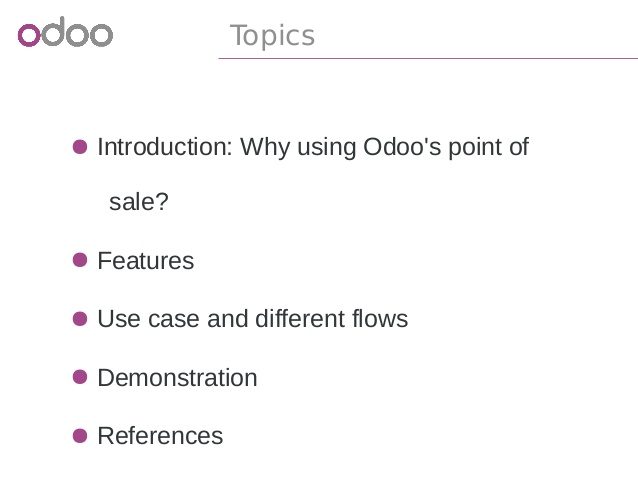 odoo
Topics
Introduction: Why using Odoo's point of
sale?
Features
Use case and different flows
Demonstration
References